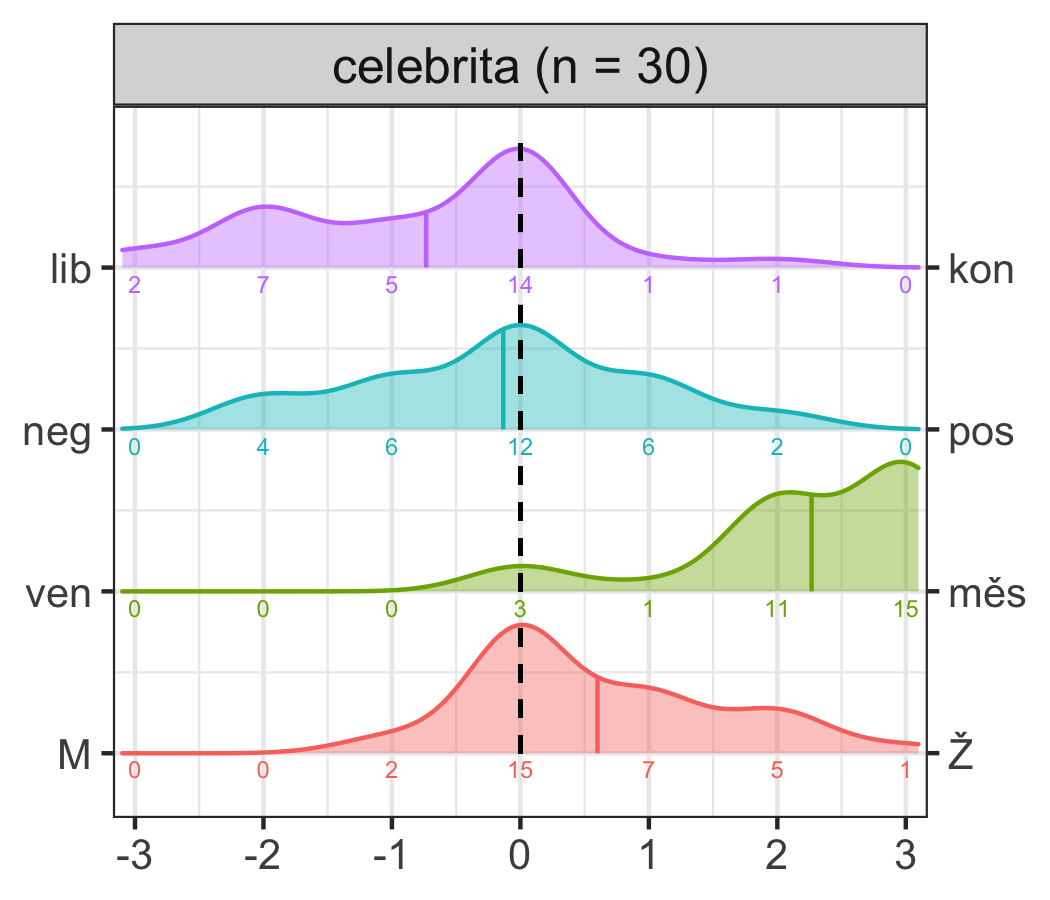 celebrita (n = 30)
lib kon
2 7 5 14 1 1 0
neg pos
0 4 6 12 6 2 0
ven měs
0 0 0 3 1 11 15
M Ž
0 0 2 15 7 5 1
-3 -2 -1 0 1 2 3